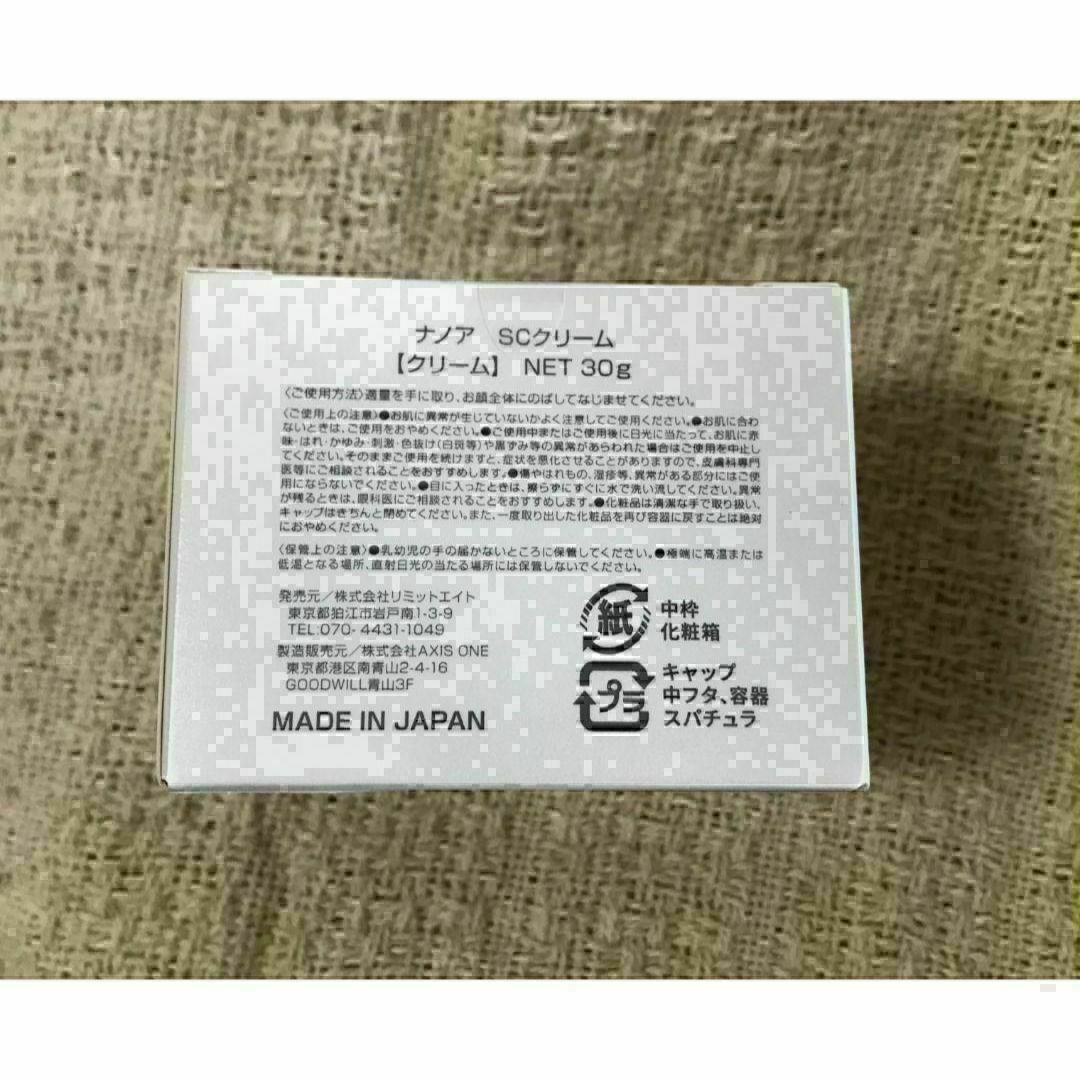 ナノア　SCクリーム
【クリーム】　NET 30g
〈ご使用方法〉適量を手に取り、お顔全体にのばしてなじませてください。
〈ご使用上の注意〉●お肌に異常が生じていないかよく注意してご使用ください。●お肌に合わ
ないときは、ご使用をおやめください。●ご使用中またはご使用後に日光に当たって、お肌に赤
味・はれ・かゆみ・刺激・色抜け（白斑等）や黒ずみ等の異常があらわれた場合はご使用を中止し
てください。そのままご使用を続けますと、症状を悪化させることがありますので、皮膚科専門
医等にご相談されることをおすすめします。●傷やはれもの、湿疹等、異常がある部分にはご使
用にならないでください。●目に入ったときは、擦らずにすぐに水で洗い流してください。異常
が残るときは、眼科医にご相談されることをおすすめします。●化粧品は清潔な手で取り扱い、
キャップはきちんと閉めてください。また、一度取り出した化粧品を再び容器に戻すことは絶対
におやめください。
〈保管上の注意〉●乳幼児の手の届かないところに保管してください。●極端に高温または
低温となる場所、直射日光の当たる場所には保管しないでください。
発売元／株式会社リミットエイト
東京都狛江市岩戸南1-3-9
TEL:070-4431-1049
製造販売元／株式会社AXIS ONE
東京都港区南青山2-4-16
GOODWILL青山3F
MADE IN JAPAN
紙
中枠
化粧箱
プラ
キャップ
中フタ、容器
スパチュラ